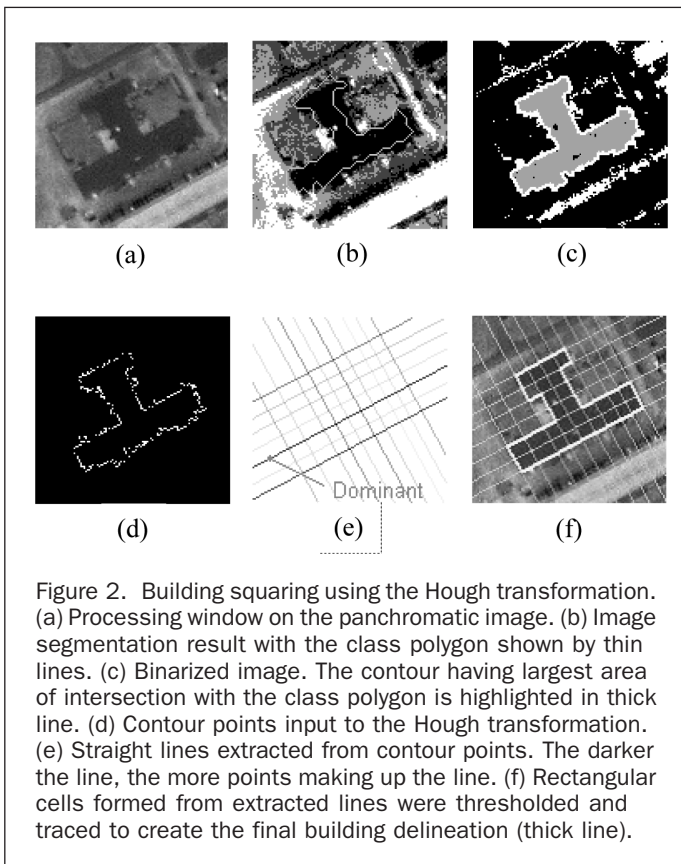 (a)
(b)
(c)
Dominant
(d)
(e)
(f)
Figure 2. Building squaring using the Hough transformation.
(a) Processing window on the panchromatic image. (b) Image
segmentation result with the class polygon shown by thin
lines. (c) Binarized image. The contour having largest area
of intersection with the class polygon is highlighted in thick
line. (d) Contour points input to the Hough transformation.
(e) Straight lines extracted from contour points. The darker
the line, the more points making up the line. (f) Rectangular
cells formed from extracted lines were thresholded and
traced to create the final building delineation (thick line).